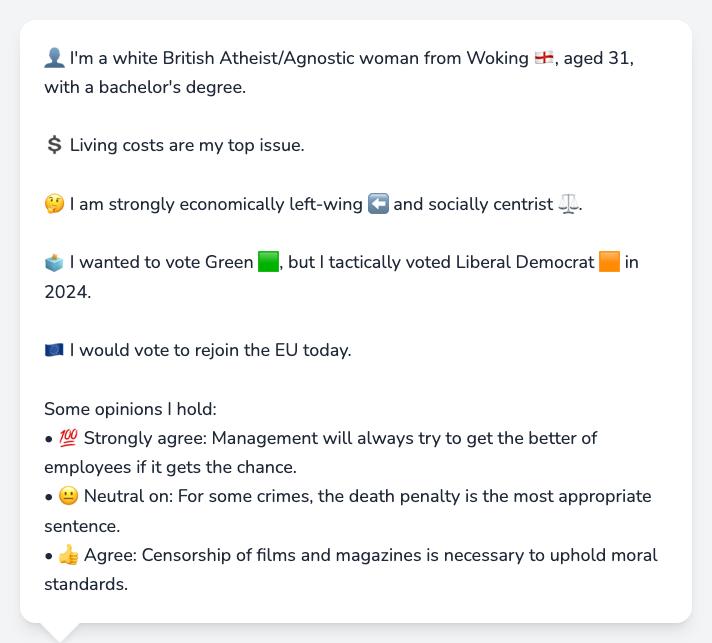 👤 I'm a white British Atheist/Agnostic woman from Woking 🏴󠁧󠁢󠁥󠁮󠁧󠁿, aged 31,
with a bachelor's degree.
💲 Living costs are my top issue.
🤔 I am strongly economically left-wing ⬅️ and socially centrist ⚖️.
🗳️ I wanted to vote Green 🟩, but I tactically voted Liberal Democrat 🟧 in
2024.
🇪🇺 I would vote to rejoin the EU today.
Some opinions I hold:
• 💯 Strongly agree: Management will always try to get the better of
employees if it gets the chance.
• 😐 Neutral on: For some crimes, the death penalty is the most appropriate
sentence.
• 👍 Agree: Censorship of films and magazines is necessary to uphold moral
standards.